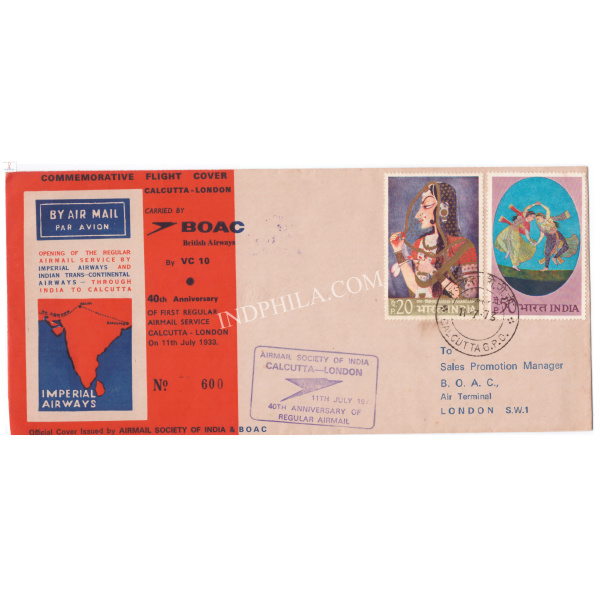 COMMEMORATIVE FLIGHT COVER
CALCUTTA-LONDON
CARRIED BY
BOAC
British Airways
By VC 10
40th Anniversary
OF FIRST REGULAR
AIRMAIL SERVICE
CALCUTTA - LONDON
On 11th July 1933.
No 600
BY AIR MAIL
PAR AVION
OPENING OF THE REGULAR
AIRMAIL SERVICE BY
IMPERIAL AIRWAYS AND
INDIAN TRANS-CONTINENTAL
AIRWAYS - THROUGH
INDIA TO CALCUTTA
IMPERIAL
AIRWAYS
Official Cover Issued by AIRMAIL SOCIETY OF INDIA & BOAC
AIRMAIL SOCIETY OF INDIA
CALCUTTA—LONDON
11TH JULY
40TH ANNIVERSARY OF
REGULAR AIRMAIL
20 भारत INDIA
50 भारत INDIA
CALCUTTA G.P.O.
To
Sales Promotion Manager
B. O. A. C.,
Air Terminal
LONDON S.W.1
INDPHILA.COM